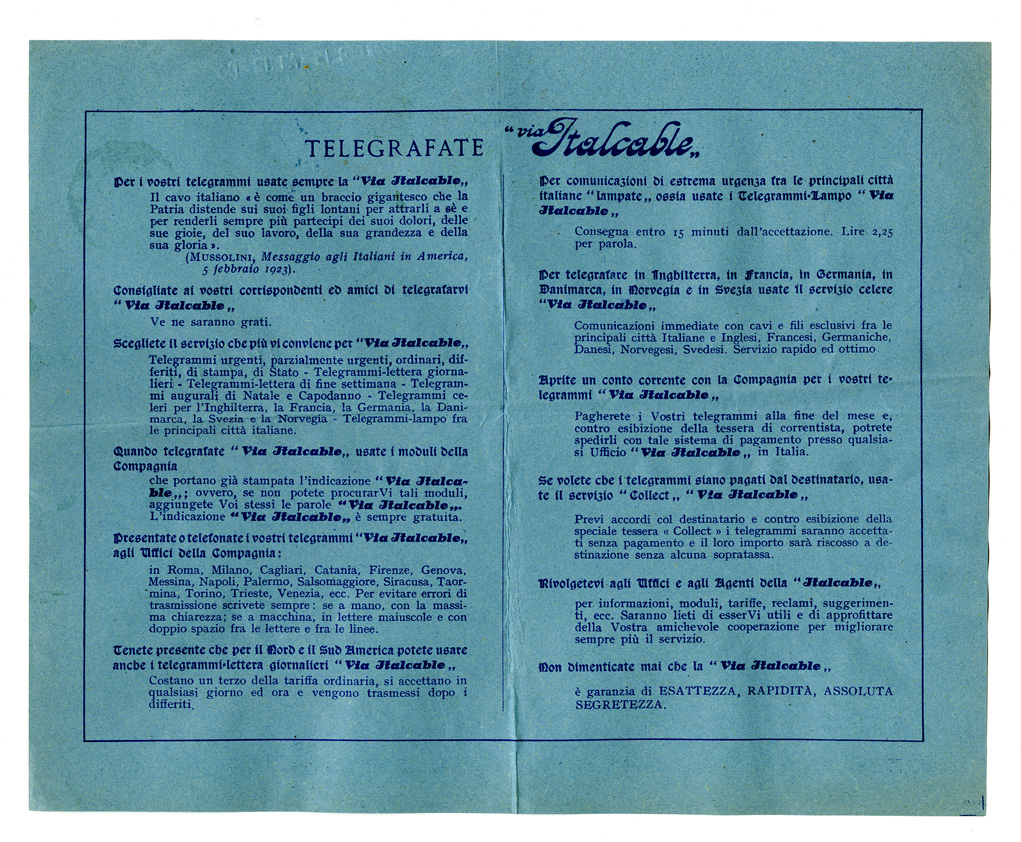 TELEGRAFATE “via Italcable„
Per i vostri telegrammi usate sempre la “Via Italcable„
Il cavo italiano « è come un braccio gigantesco che la
Patria distende sui suoi figli lontani per attrarli a sè e
per renderli sempre più partecipi dei suoi dolori, delle
sue gioie, del suo lavoro, della sua grandezza e della
sua gloria ».
(MUSSOLINI, Messaggio agli Italiani in America,
5 febbraio 1923).
Consigliate ai vostri corrispondenti ed amici di telegrafarvi
“ Via Italcable „
Ve ne saranno grati.
Scegliete il servizio che più vi conviene per “Via Italcable„
Telegrammi urgenti, parzialmente urgenti, ordinari, dif-
feriti, di stampa, di Stato - Telegrammi-lettera giorna-
lieri - Telegrammi-lettera di fine settimana - Telegram-
mi augurali di Natale e Capodanno - Telegrammi ce-
leri per l'Inghilterra, la Francia, la Germania, la Dani-
marca, la Svezia e la Norvegia - Telegrammi-lampo fra
le principali città italiane.
Quando telegrafate “ Via Italcable„ usate i moduli della
Compagnia
che portano già stampata l'indicazione “ Via Italca-
ble„ ; ovvero, se non potete procurarVi tali moduli,
aggiungete Voi stessi le parole “Via Italcable„.
L'indicazione “Via Italcable„ è sempre gratuita.
Presentate o telefonate i vostri telegrammi “Via Italcable„
agli Uffici della Compagnia :
in Roma, Milano, Cagliari, Catania, Firenze, Genova,
Messina, Napoli, Palermo, Salsomaggiore, Siracusa, Taor-
mina, Torino, Trieste, Venezia, ecc. Per evitare errori di
trasmissione scrivete sempre : se a mano, con la massi-
ma chiarezza; se a macchina, in lettere maiuscole e con
doppio spazio fra le lettere e fra le linee.
Tenete presente che per il Nord e il Sud America potete usare
anche i telegrammi-lettera giornalieri “ Via Italcable „
Costano un terzo della tariffa ordinaria, si accettano in
qualsiasi giorno ed ora e vengono trasmessi dopo i
differiti.
Per comunicazioni di estrema urgenza fra le principali città
italiane “ lampate„ ossia usate i Telegrammi-Lampo “ Via
Italcable „
Consegna entro 15 minuti dall'accettazione. Lire 2,25
per parola.
Per telegrafare in Inghilterra, in Francia, in Germania, in
Danimarca, in Norvegia e in Svezia usate il servizio celere
“Via Italcable„
Comunicazioni immediate con cavi e fili esclusivi fra le
principali città Italiane e Inglesi, Francesi, Germaniche,
Danesi, Norvegesi, Svedesi. Servizio rapido ed ottimo
Aprite un conto corrente con la Compagnia per i vostri te-
legrammi “ Via Italcable „
Pagherete i Vostri telegrammi alla fine del mese e,
contro esibizione della tessera di correntista, potrete
spedirli con tale sistema di pagamento presso qualsia-
si Ufficio “ Via Italcable „ in Italia.
Se volete che i telegrammi siano pagati dal destinatario, usa-
te il servizio “ Collect „ “ Via Italcable „
Previ accordi col destinatario e contro esibizione della
speciale tessera « Collect » i telegrammi saranno accetta-
ti senza pagamento e il loro importo sarà riscosso a de-
stinazione senza alcuna sopratassa.
Rivolgetevi agli Uffici e agli Agenti della “ Italcable„
per informazioni, moduli, tariffe, reclami, suggerimen-
ti, ecc. Saranno lieti di esserVi utili e di approfittare
della Vostra amichevole cooperazione per migliorare
sempre più il servizio.
Non dimenticate mai che la “ Via Italcable „
è garanzia di ESATTEZZA, RAPIDITÀ, ASSOLUTA
SEGRETEZZA.